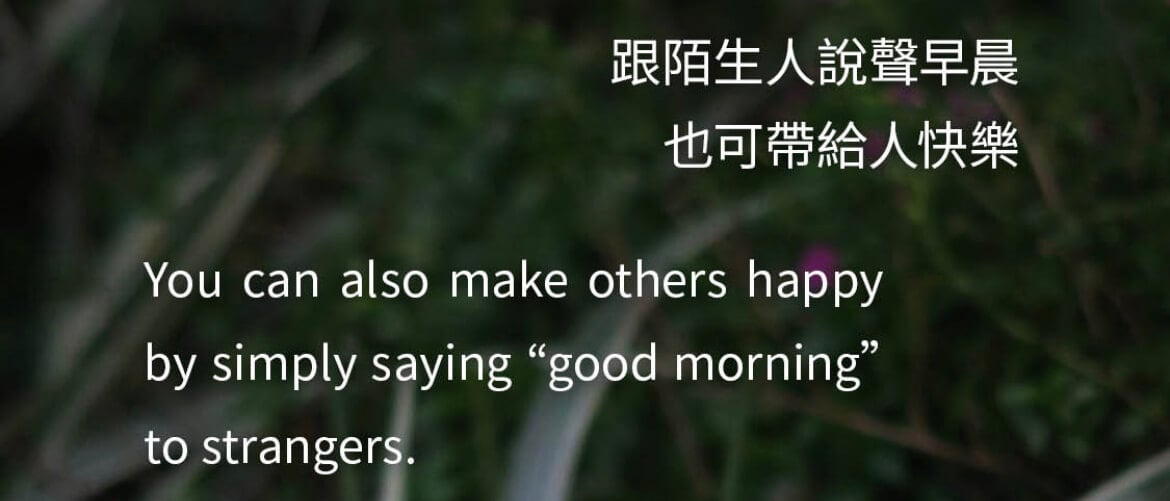 跟陌生人說聲早晨
也可帶給人快樂
You can also make others happy
by simply saying “good morning”
to strangers.